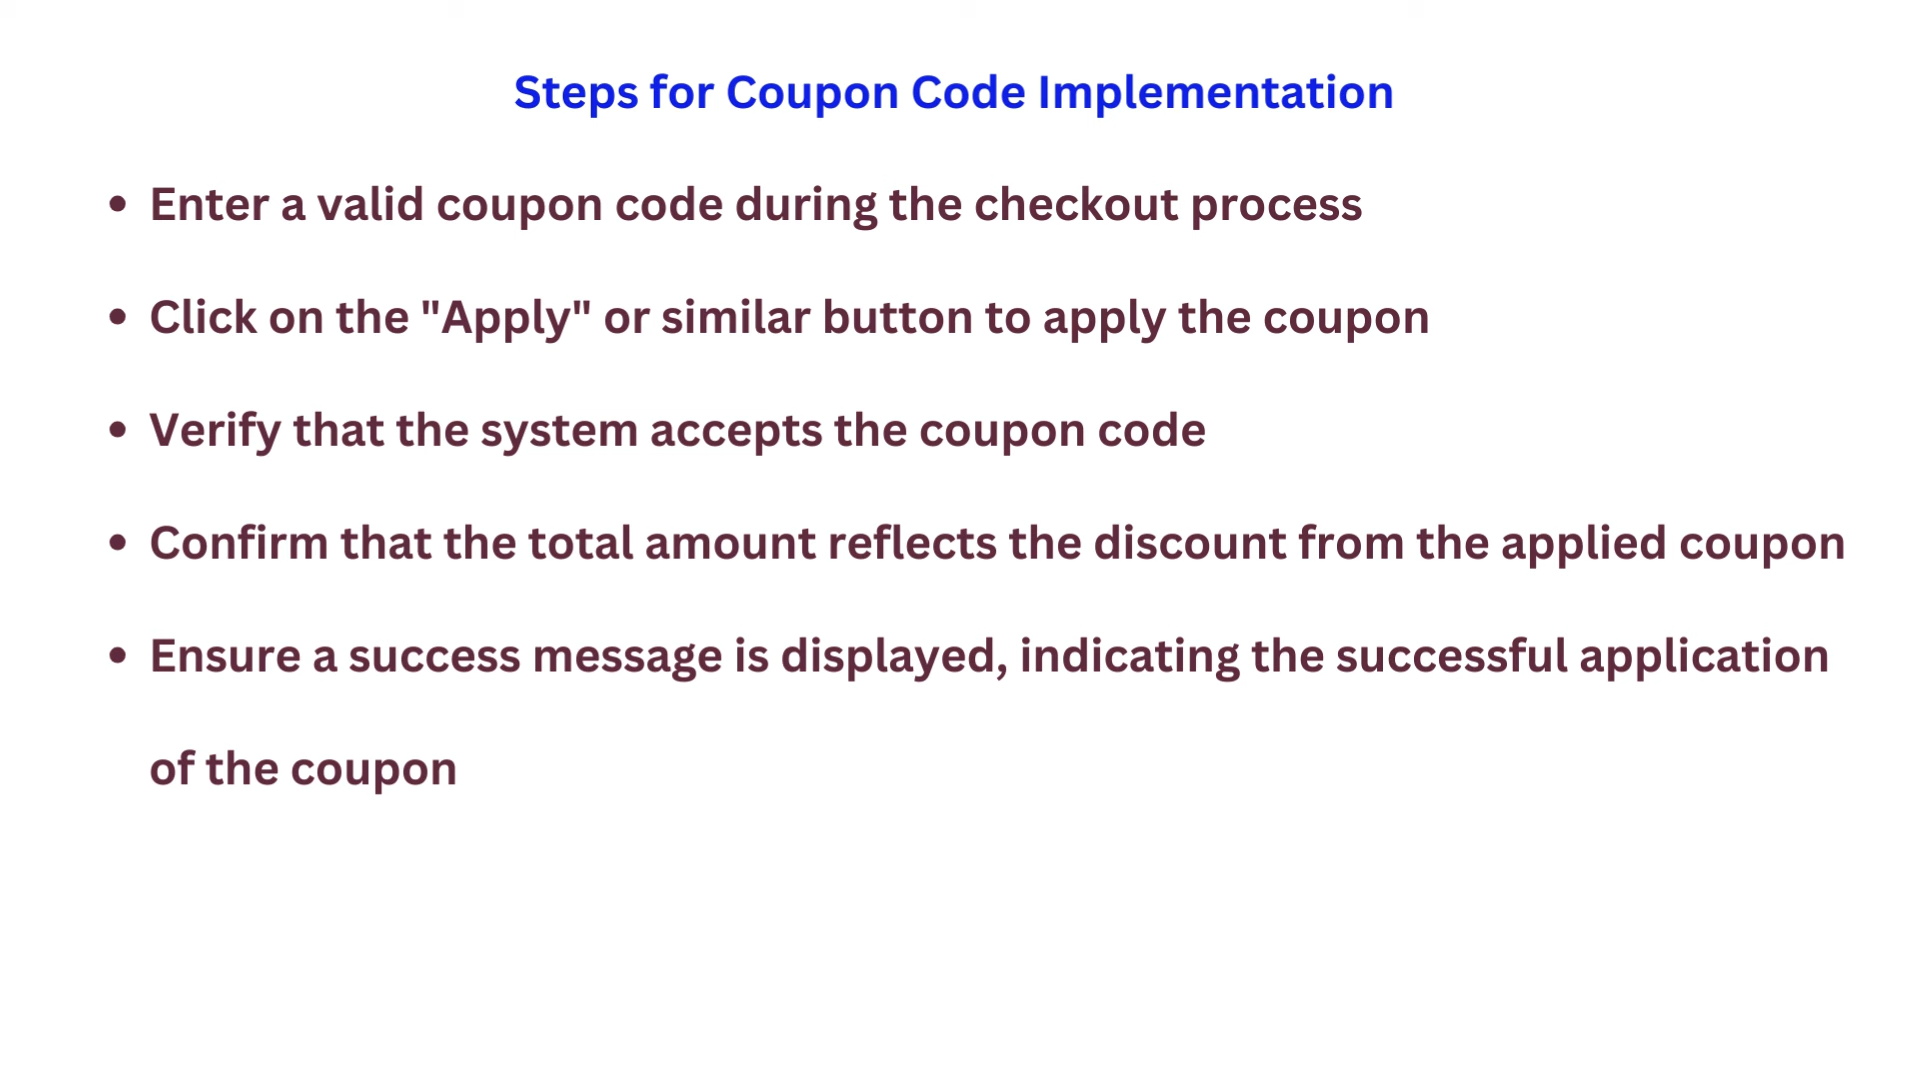 Steps for Coupon Code Implementation
• Enter a valid coupon code during the checkout process
• Click on the "Apply" or similar button to apply the coupon
• Verify that the system accepts the coupon code
• Confirm that the total amount reflects the discount from the applied coupon
• Ensure a success message is displayed, indicating the successful application
of the coupon